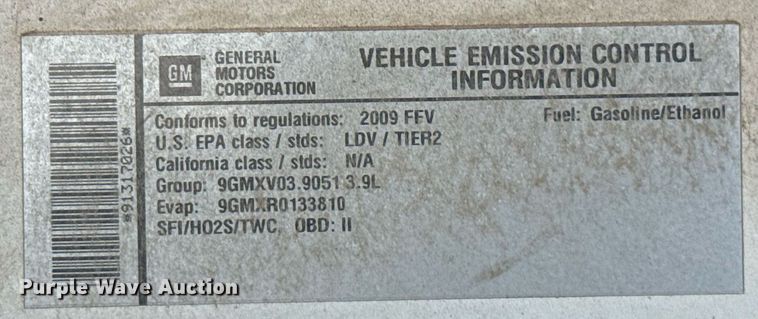 *91317026*
GM
GENERAL
MOTORS
CORPORATION
VEHICLE EMISSION CONTROL
INFORMATION
Conforms to regulations: 2009 FFV
Fuel: Gasoline/Ethanol
U.S. EPA class / stds: LDV / TIER2
California class / stds: N/A
Group: 9GMXV03.9051 3.9L
Evap: 9GMXR0133810
SFI/HO2S/TWC, OBD: II
Purple Wave Auction